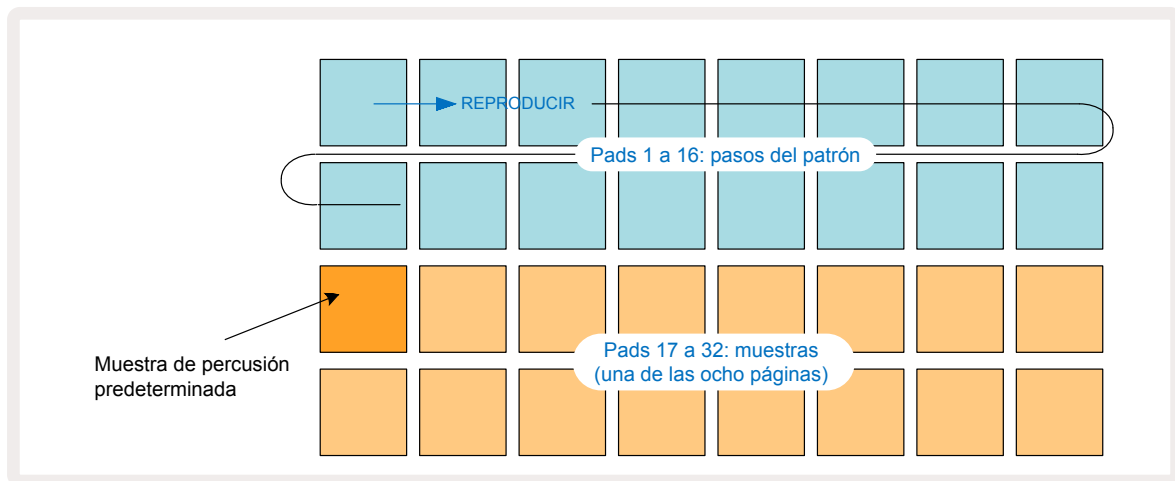 REPRODUCIR
Pads 1 a 16: pasos del patrón
Muestra de percusión
predeterminada
Pads 17 a 32: muestras
(una de las ocho páginas)